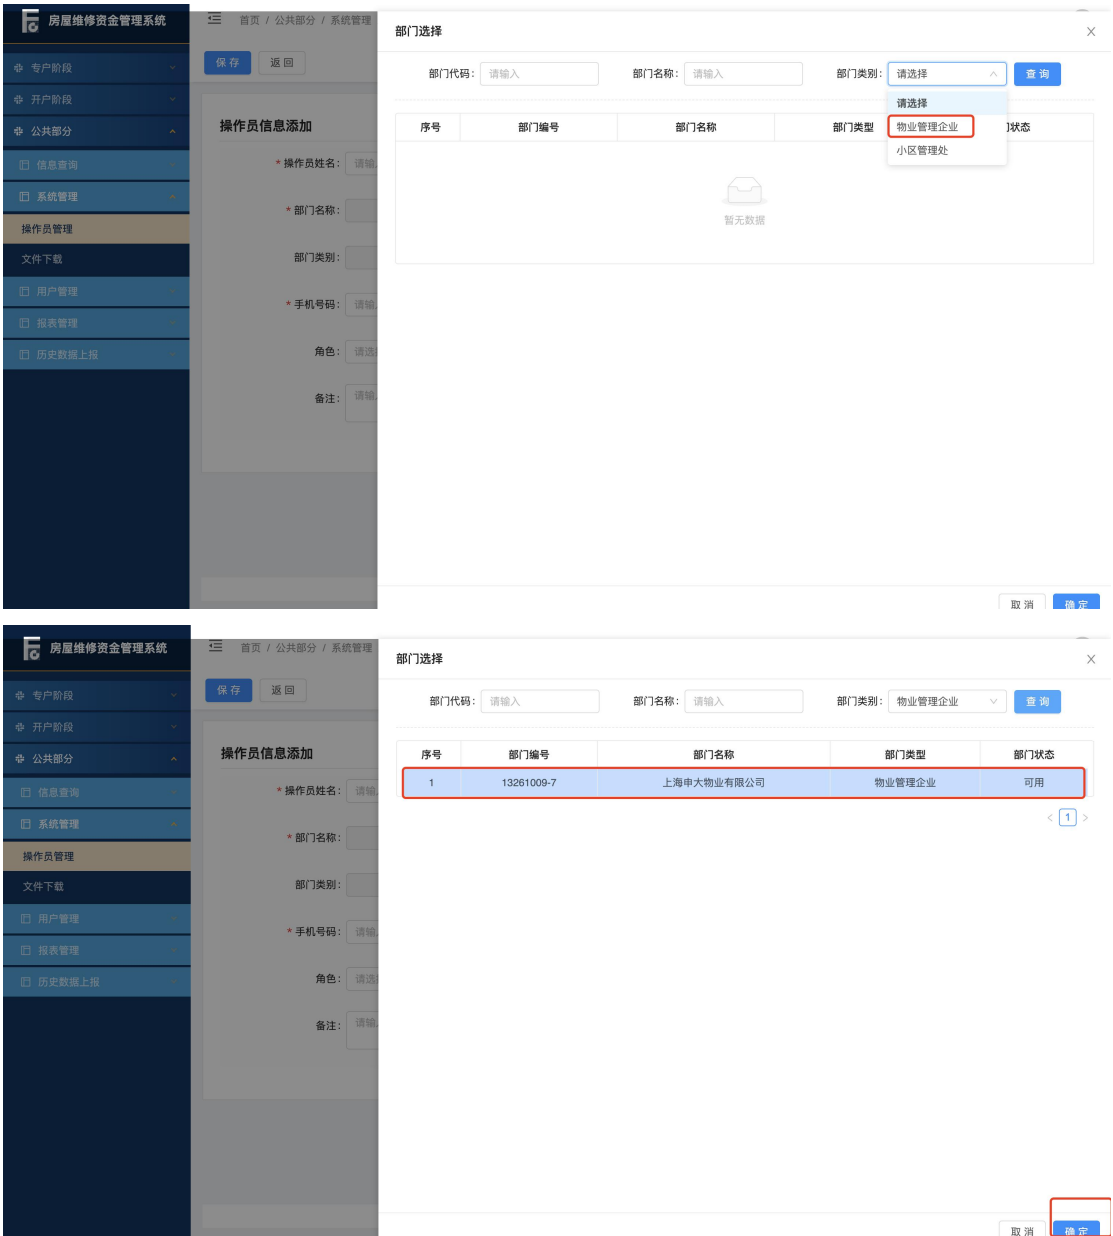 房屋维修资金管理系统
首页 / 公共部分 / 系统管理
部门选择
保 存
返 回
部门代码： 请输入
部门名称： 请输入
部门类别： 请选择
查 询
请选择
物业管理企业
小区管理处
专户阶段
开户阶段
公共部分
信息查询
系统管理
操作员管理
文件下载
用户管理
报表管理
历史数据上报
操作员信息添加
* 操作员姓名： 请输
* 部门名称：
部门类别：
* 手机号码： 请输
角色： 请选
备注： 请输
序号 部门编号 部门名称 部门类型 状态
暂无数据
取 消
确 定
房屋维修资金管理系统
首页 / 公共部分 / 系统管理
部门选择
保 存
返 回
部门代码： 请输入
部门名称： 请输入
部门类别： 物业管理企业
查 询
专户阶段
开户阶段
公共部分
信息查询
系统管理
操作员管理
文件下载
用户管理
报表管理
历史数据上报
操作员信息添加
* 操作员姓名： 请输
* 部门名称：
部门类别：
* 手机号码： 请输
角色： 请选
备注： 请输
序号 部门编号 部门名称 部门类型 部门状态
1 13261009-7 上海申大物业有限公司 物业管理企业 可用
< 1 >
取 消
确 定